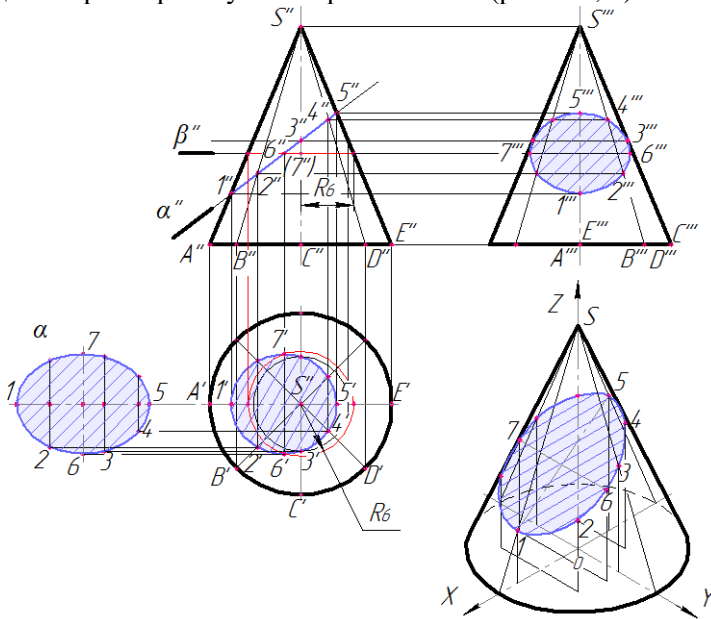 S" S'''
5" 5''' 4'''
4"
3" 3'''
β" 6" 7''' 6'''
(7")
1" 2" R6 2'''
α" 1'''
E" E''' C'''
A" B" C" D" A''' B''' D'''
Z S
α 7 7'
1 5 A' 1' S" 5' E' 5
4 4' 7 4
2 6 3 2' 6' 3' 3
B' D' 6
C' R6 1 2
0
X Y